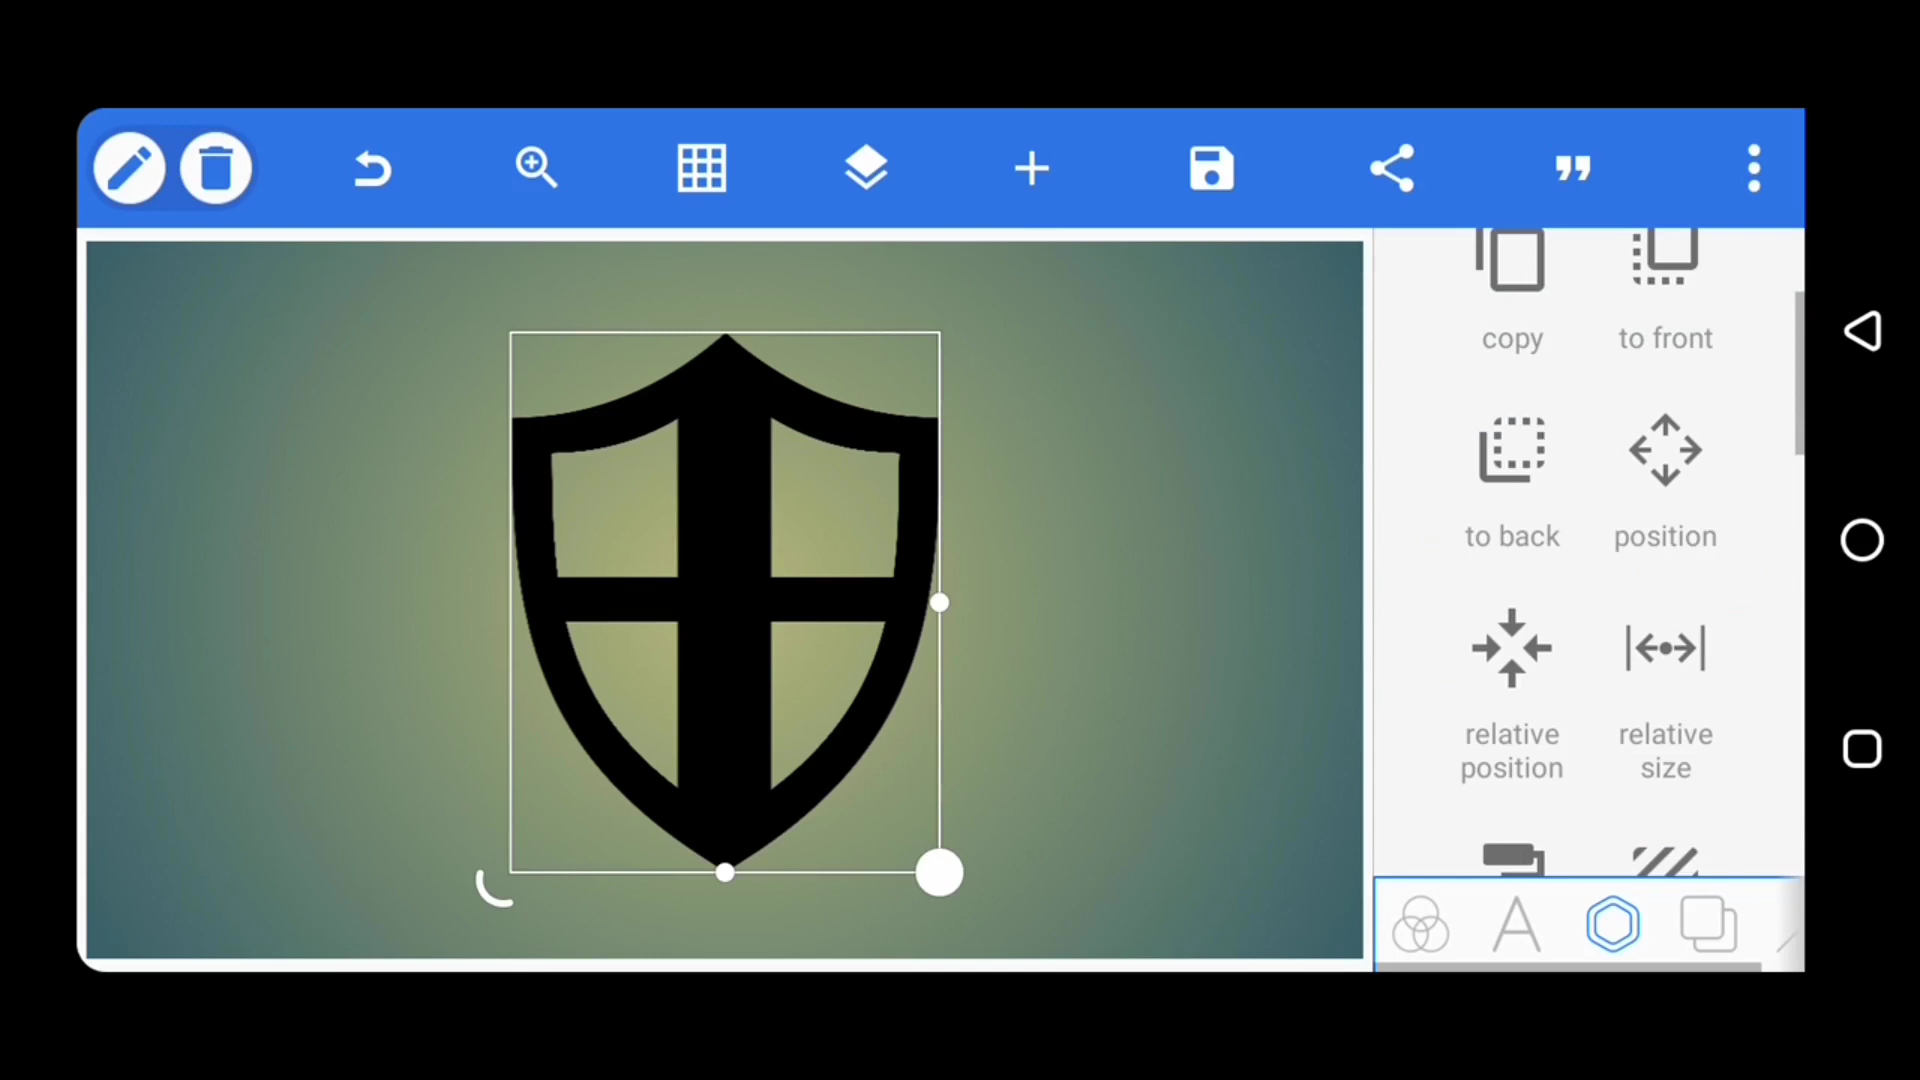 copy
to front
to back
position
relative
position
relative
size